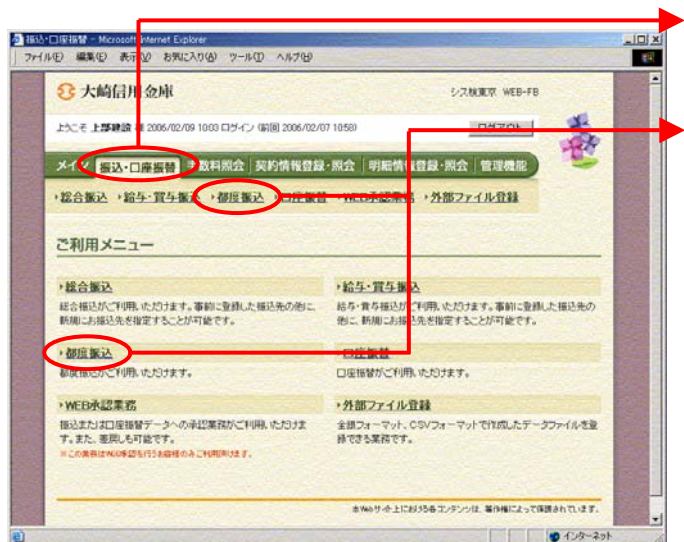 振込・口座振替 - Microsoft Internet Explorer
ファイル(F) 編集(E) 表示(V) お気に入り(A) ツール(T) ヘルプ(H)
大崎信用金庫
シス検東京 WEB-FB
ようこそ 上野建設 様 2006/02/09 10:03 ログイン (前回 2006/02/07 10:58)
ログアウト
メイン 振込・口座振替 手数料照会 契約情報登録・照会 明細情報登録・照会 管理機能
総合振込 給与・賞与振込 都度振込 口座振替 WEB承認業務 外部ファイル登録
ご利用メニュー
総合振込
総合振込がご利用いただけます。事前に登録した振込先の他に、
新規にお振込先を指定することが可能です。
給与・賞与振込
給与・賞与振込がご利用いただけます。事前に登録した振込先の
他に、新規にお振込先を指定することが可能です。
都度振込
都度振込がご利用いただけます。
口座振替
口座振替がご利用いただけます。
WEB承認業務
振込または口座振替データへの承認業務がご利用いただけま
す。また、差戻しも可能です。
※この業務はWEB承認を行うお客様のみご利用頂けます。
外部ファイル登録
全銀フォーマット、CSVフォーマットで作成したデータファイルを登
録できる業務です。
本Webサイト上における各コンテンツは、著作権によって保護されています。
インターネット